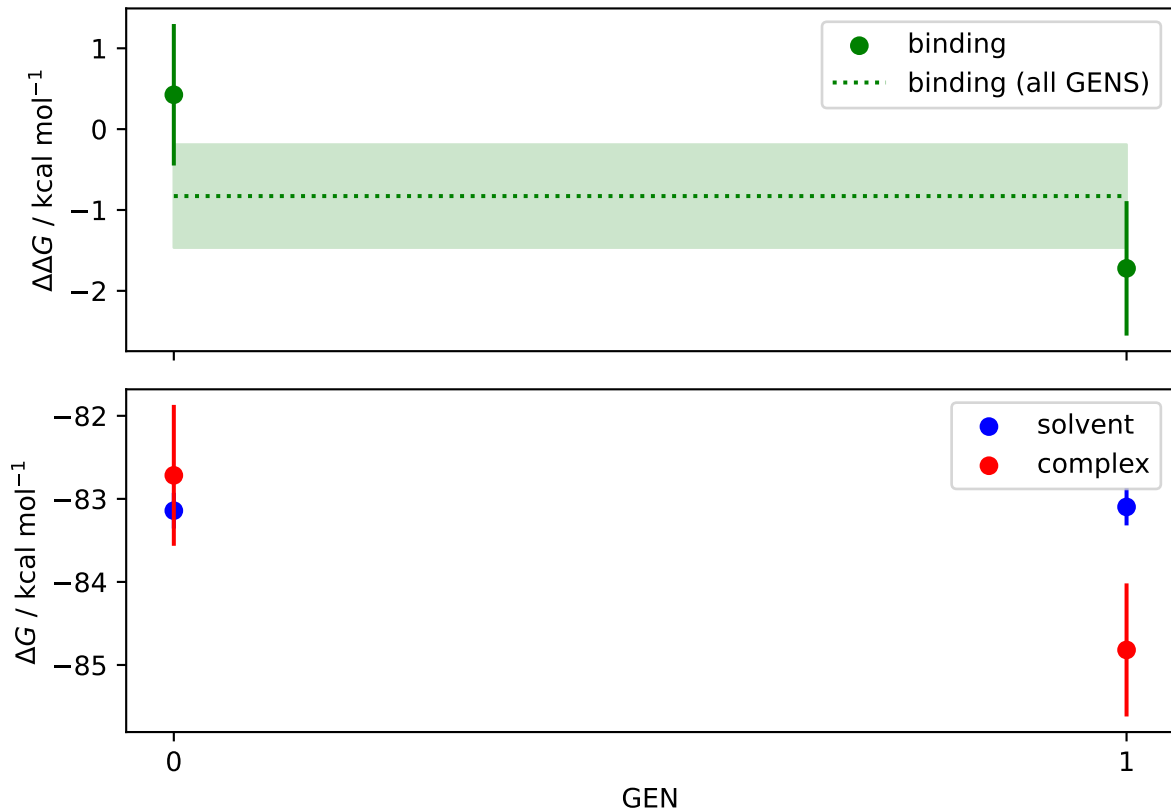 1
0
−1
−2
ΔΔG / kcal mol⁻¹
binding
binding (all GENS)
−82
−83
−84
−85
ΔG / kcal mol⁻¹
solvent
complex
0
1
GEN